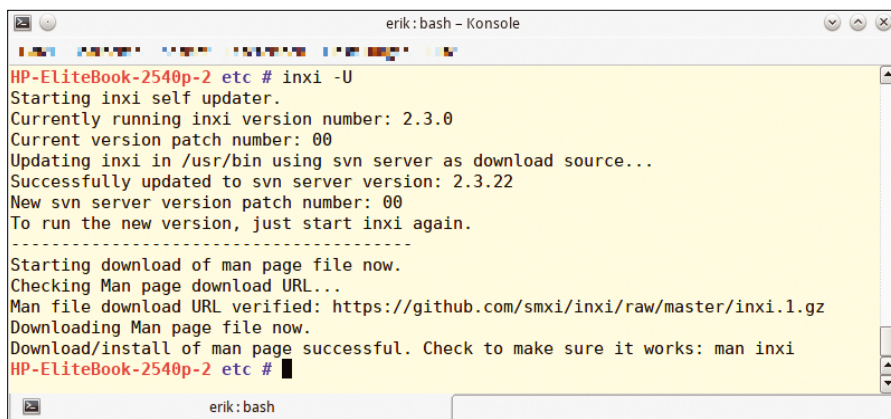 erik : bash – Konsole
HP-EliteBook-2540p-2 etc # inxi -U
Starting inxi self updater.
Currently running inxi version number: 2.3.0
Current version patch number: 00
Updating inxi in /usr/bin using svn server as download source...
Successfully updated to svn server version: 2.3.22
New svn server version patch number: 00
To run the new version, just start inxi again.
----------------------------------------
Starting download of man page file now.
Checking Man page download URL...
Man file download URL verified: https://github.com/smxi/inxi/raw/master/inxi.1.gz
Downloading Man page file now.
Download/install of man page successful. Check to make sure it works: man inxi
HP-EliteBook-2540p-2 etc #
erik : bash